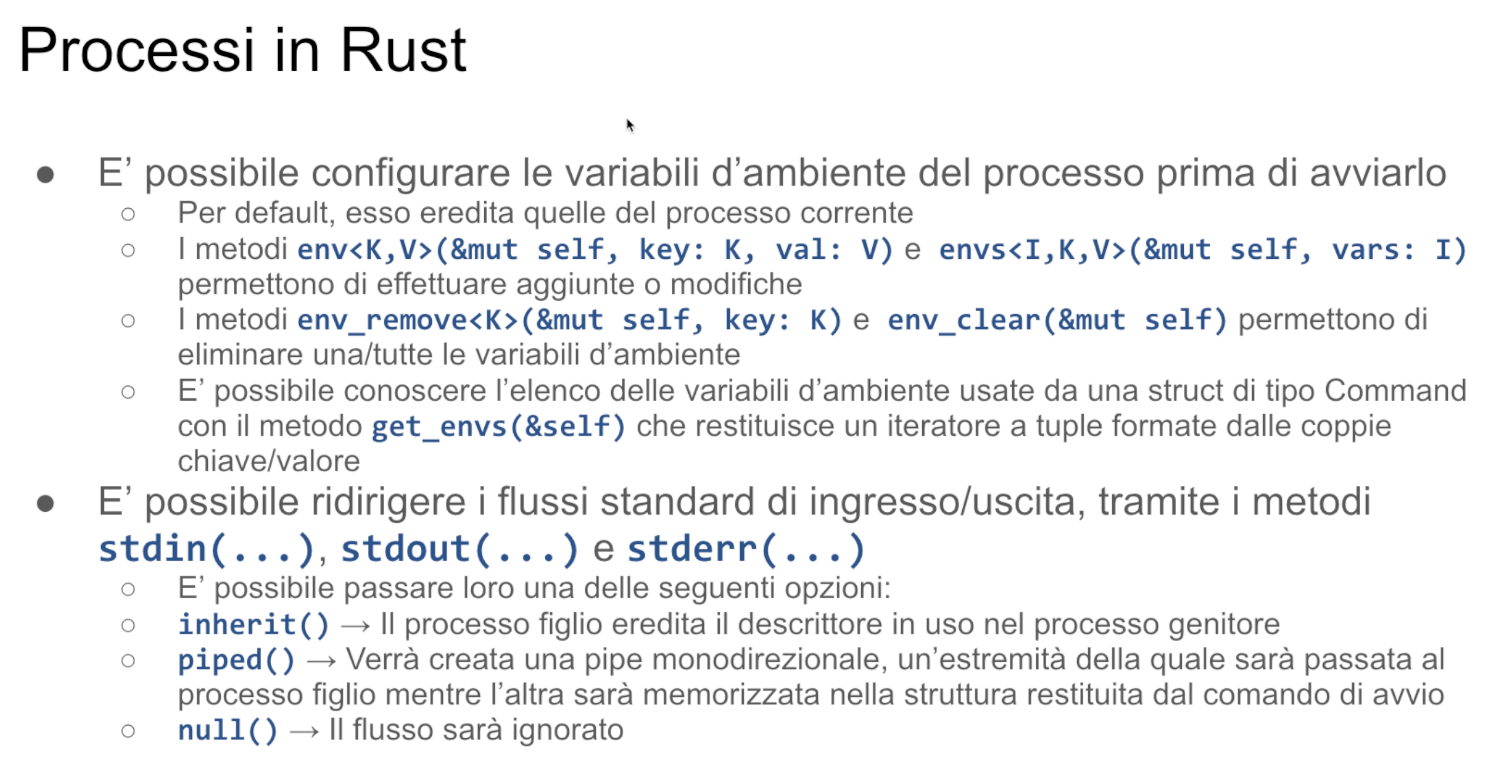 Processi in Rust
● E’ possibile configurare le variabili d’ambiente del processo prima di avviarlo
○ Per default, esso eredita quelle del processo corrente
○ I metodi env<K,V>(&mut self, key: K, val: V) e envs<I,K,V>(&mut self, vars: I)
permettono di effettuare aggiunte o modifiche
○ I metodi env_remove<K>(&mut self, key: K) e env_clear(&mut self) permettono di
eliminare una/tutte le variabili d’ambiente
○ E’ possibile conoscere l’elenco delle variabili d’ambiente usate da una struct di tipo Command
con il metodo get_envs(&self) che restituisce un iteratore a tuple formate dalle coppie
chiave/valore
● E’ possibile ridirigere i flussi standard di ingresso/uscita, tramite i metodi
stdin(...), stdout(...) e stderr(...)
○ E’ possibile passare loro una delle seguenti opzioni:
○ inherit() → Il processo figlio eredita il descrittore in uso nel processo genitore
○ piped() → Verrà creata una pipe monodirezionale, un’estremità della quale sarà passata al
processo figlio mentre l’altra sarà memorizzata nella struttura restituita dal comando di avvio
○ null() → Il flusso sarà ignorato